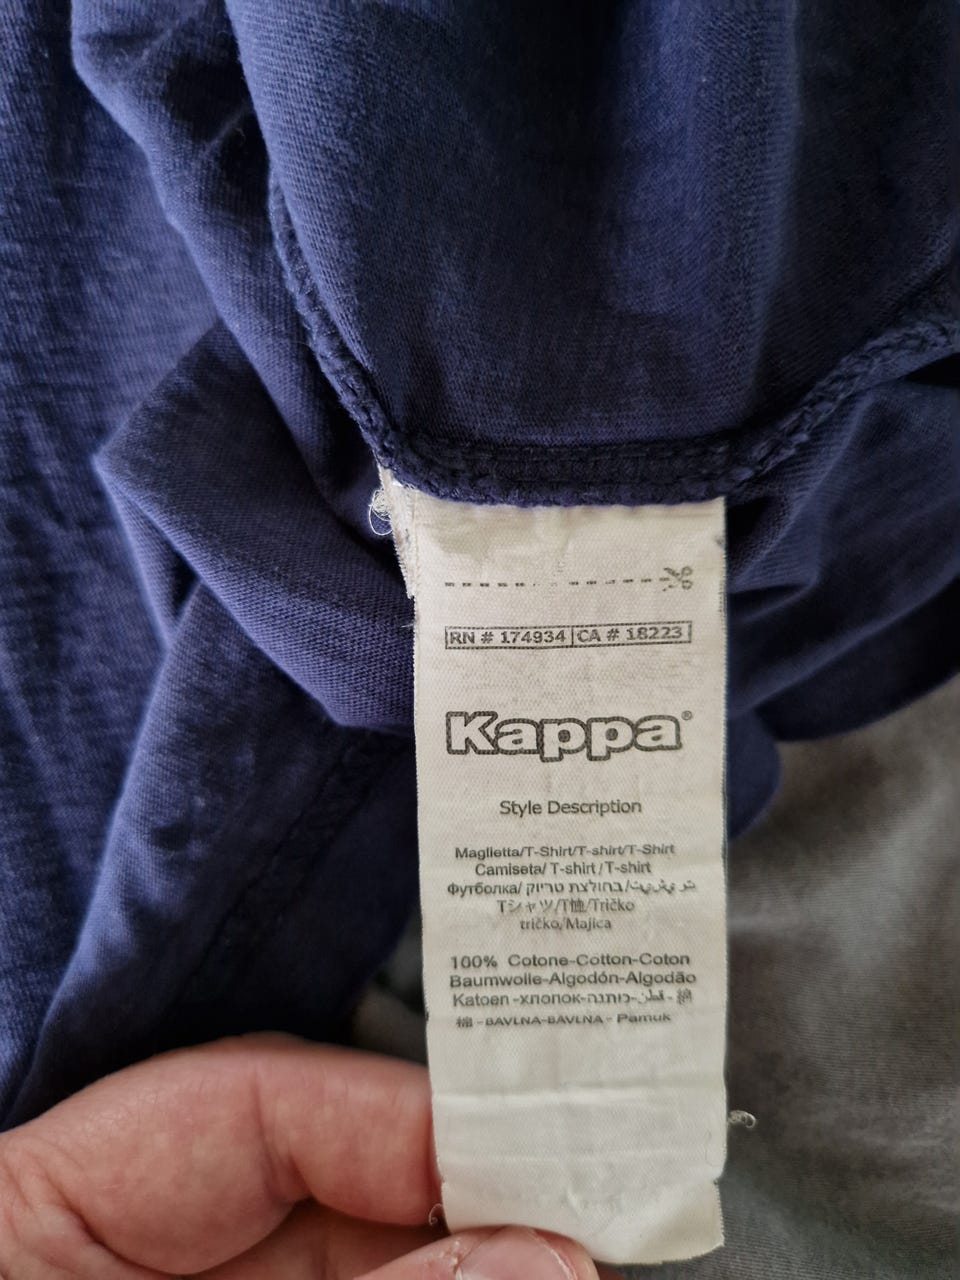 RN # 174934 CA # 18223
Kappa®
Style Description
Maglietta/T-Shirt/T-shirt/T-Shirt
Camiseta/ T-shirt / T-shirt
Футболка/ בחולצת טריוק/
Tシャツ/T恤/Tričko
tričko/Majica
100% Cotone-Cotton-Coton
Baumwolle-Algodón-Algodão
Katoen -хлопок-כותנה-قطن- 綿
棉 - BAVLNA-BAVLNA - Pamuk